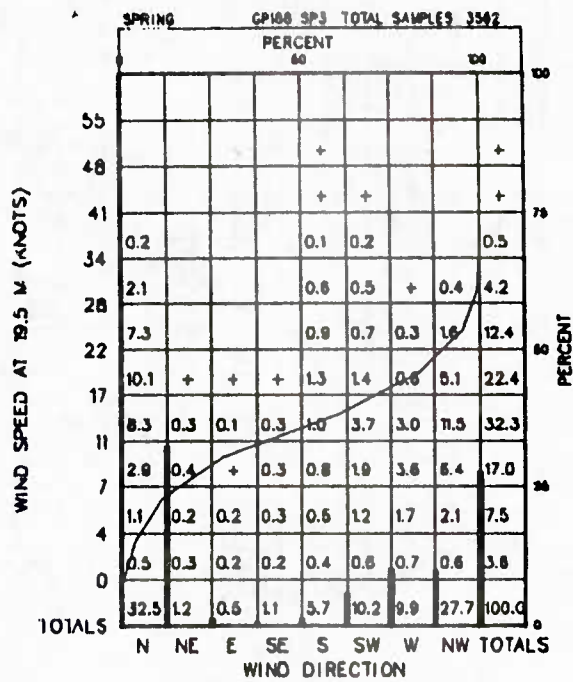 SPRING GP166 SP3 TOTAL SAMPLES 3542
PERCENT
0 50 100
100
55
48 + +
41 + + + 75
0.2 0.1 0.2 0.5
34
2.1 0.6 0.5 + 0.4 4.2
28
7.3 0.9 0.7 0.3 1.6 12.4
22 50
10.1 + + + 1.3 1.4 0.6 5.1 22.4
17
8.3 0.3 0.1 0.3 1.0 3.7 3.0 11.5 32.3
11
2.9 0.4 + 0.3 0.8 1.9 3.6 6.4 17.0
7 25
1.1 0.2 0.2 0.3 0.6 1.2 1.7 2.1 7.5
4
0.5 0.3 0.2 0.2 0.4 0.6 0.7 0.6 3.6
0
32.5 1.2 0.6 1.1 5.7 10.2 9.9 27.7 100.0
TOTALS 0
N NE E SE S SW W NW TOTALS
WIND DIRECTION
WIND SPEED AT 19.5 M (KNOTS)
PERCENT